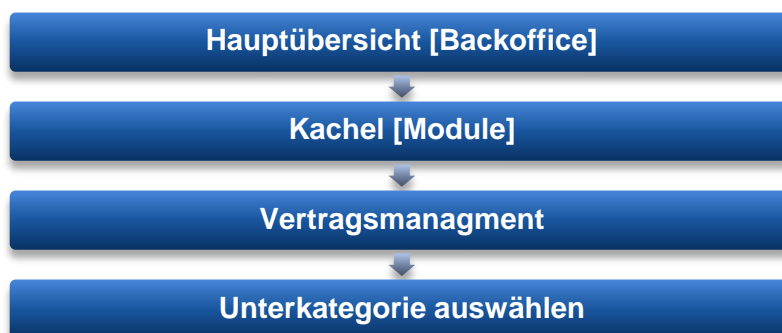 Hauptübersicht [Backoffice]
Kachel [Module]
Vertragsmanagment
Unterkategorie auswählen